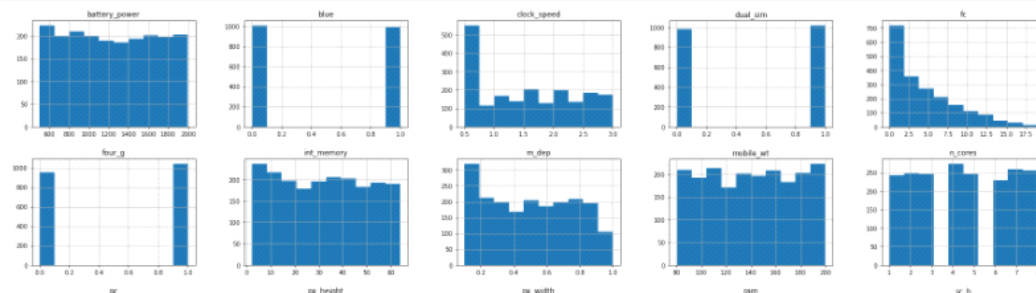 battery_power blue clock_speed dual_sim fc
200 150 100 50 0
600 800 1000 1200 1400 1600 1800 2000
1000 800 600 400 200 0
0.0 0.2 0.4 0.6 0.8 1.0
500 400 300 200 100 0
0.5 1.0 1.5 2.0 2.5 3.0
1000 800 600 400 200 0
0.0 0.2 0.4 0.6 0.8 1.0
700 600 500 400 300 200 100 0
0.0 2.5 5.0 7.5 10.0 12.5 15.0 17.5
four_g int_memory m_dep mobile_wt n_cores
1000 800 600 400 200 0
0.0 0.2 0.4 0.6 0.8 1.0
200 150 100 50 0
0 10 20 30 40 50 60
300 250 200 150 100 50 0
0.2 0.4 0.6 0.8 1.0
200 150 100 50 0
80 100 120 140 160 180 200
250 200 150 100 50 0
1 2 3 4 5 6 7
px_height px_width ram sc_h